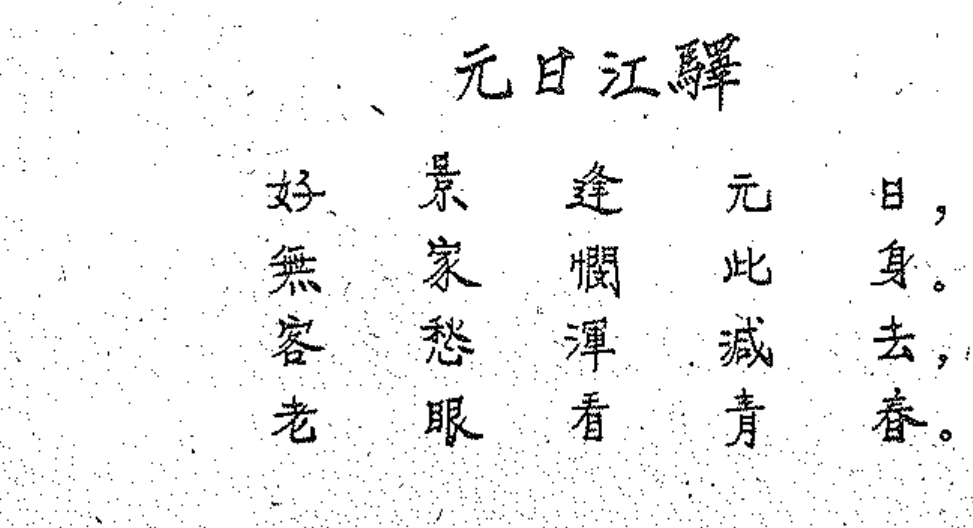 元日江驛
好景逢元日，
無家憫此身。
客愁渾減去，
老眼看青春。